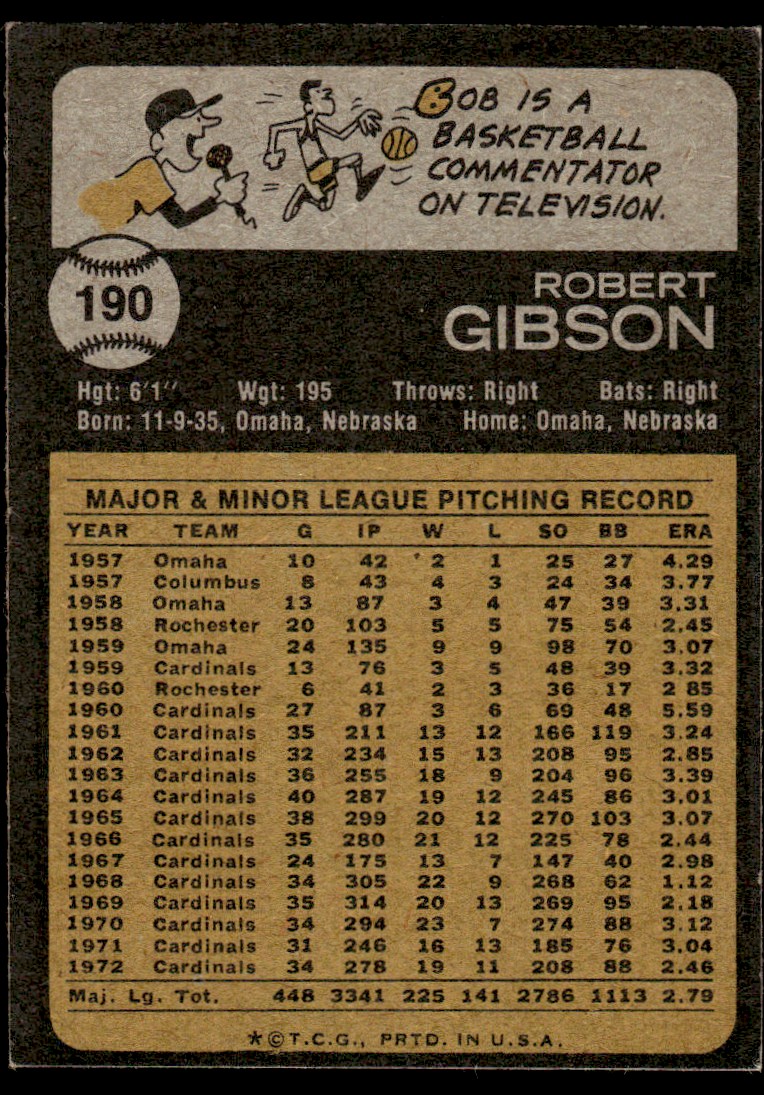 BOB IS A
BASKETBALL
COMMENTATOR
ON TELEVISION.
190
ROBERT
GIBSON
Hgt: 6'1" Wgt: 195 Throws: Right Bats: Right
Born: 11-9-35, Omaha, Nebraska Home: Omaha, Nebraska
MAJOR & MINOR LEAGUE PITCHING RECORD
YEAR TEAM G IP W L SO BB ERA
1957 Omaha 10 42 2 1 25 27 4.29
1957 Columbus 8 43 4 3 24 34 3.77
1958 Omaha 13 87 3 4 47 39 3.31
1958 Rochester 20 103 5 5 75 54 2.45
1959 Omaha 24 135 9 9 98 70 3.07
1959 Cardinals 13 76 3 5 48 39 3.32
1960 Rochester 6 41 2 3 36 17 2 85
1960 Cardinals 27 87 3 6 69 48 5.59
1961 Cardinals 35 211 13 12 166 119 3.24
1962 Cardinals 32 234 15 13 208 95 2.85
1963 Cardinals 36 255 18 9 204 96 3.39
1964 Cardinals 40 287 19 12 245 86 3.01
1965 Cardinals 38 299 20 12 270 103 3.07
1966 Cardinals 35 280 21 12 225 78 2.44
1967 Cardinals 24 175 13 7 147 40 2.98
1968 Cardinals 34 305 22 9 268 62 1.12
1969 Cardinals 35 314 20 13 269 95 2.18
1970 Cardinals 34 294 23 7 274 88 3.12
1971 Cardinals 31 246 16 13 185 76 3.04
1972 Cardinals 34 278 19 11 208 88 2.46
Maj. Lg. Tot. 448 3341 225 141 2786 1113 2.79
*©T.C.G., PRTD. IN U.S.A.